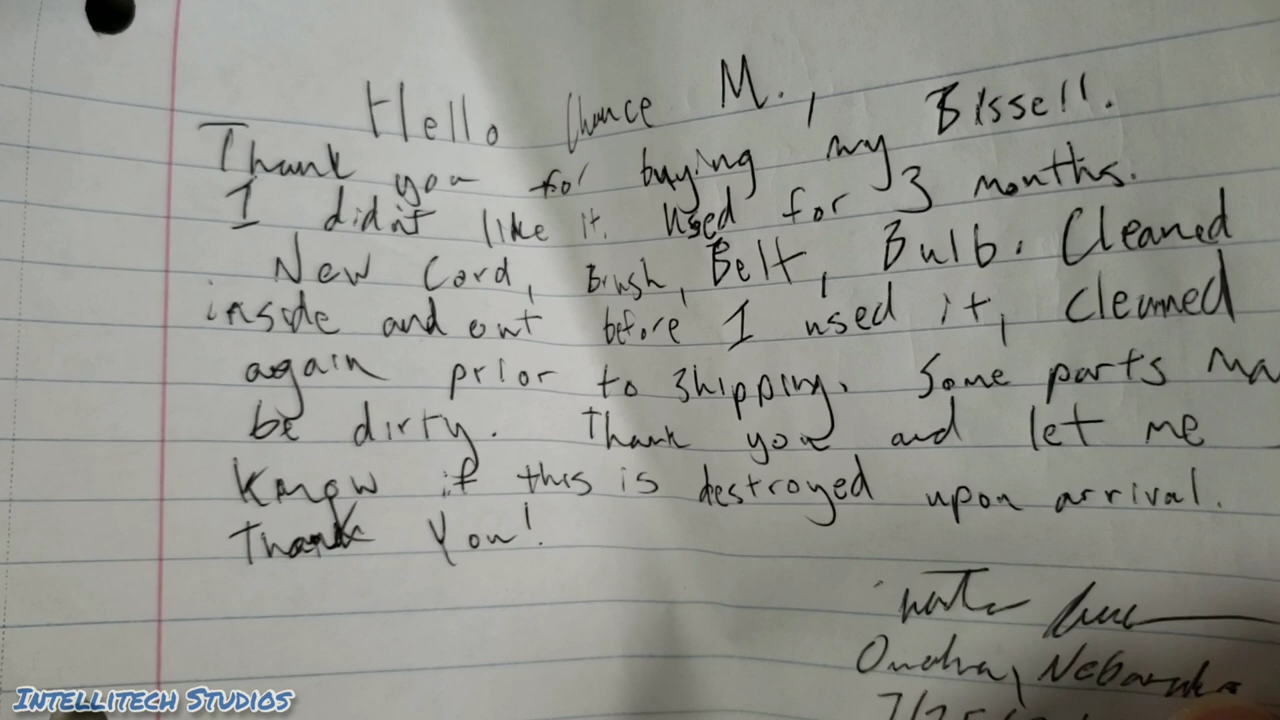 Hello Chance M.,
Thank you for buying my Bissell.
I didn't like it. Used for 3 months.
New Cord, Brush, Belt, Bulb. Cleaned
inside and out before I used it, cleaned
again prior to shipping. Some parts ma
be dirty. Thank you and let me
know if this is destroyed upon arrival.
Thank You!
Omaha, Nebraska
7/25/
INTELLITECH STUDIOS